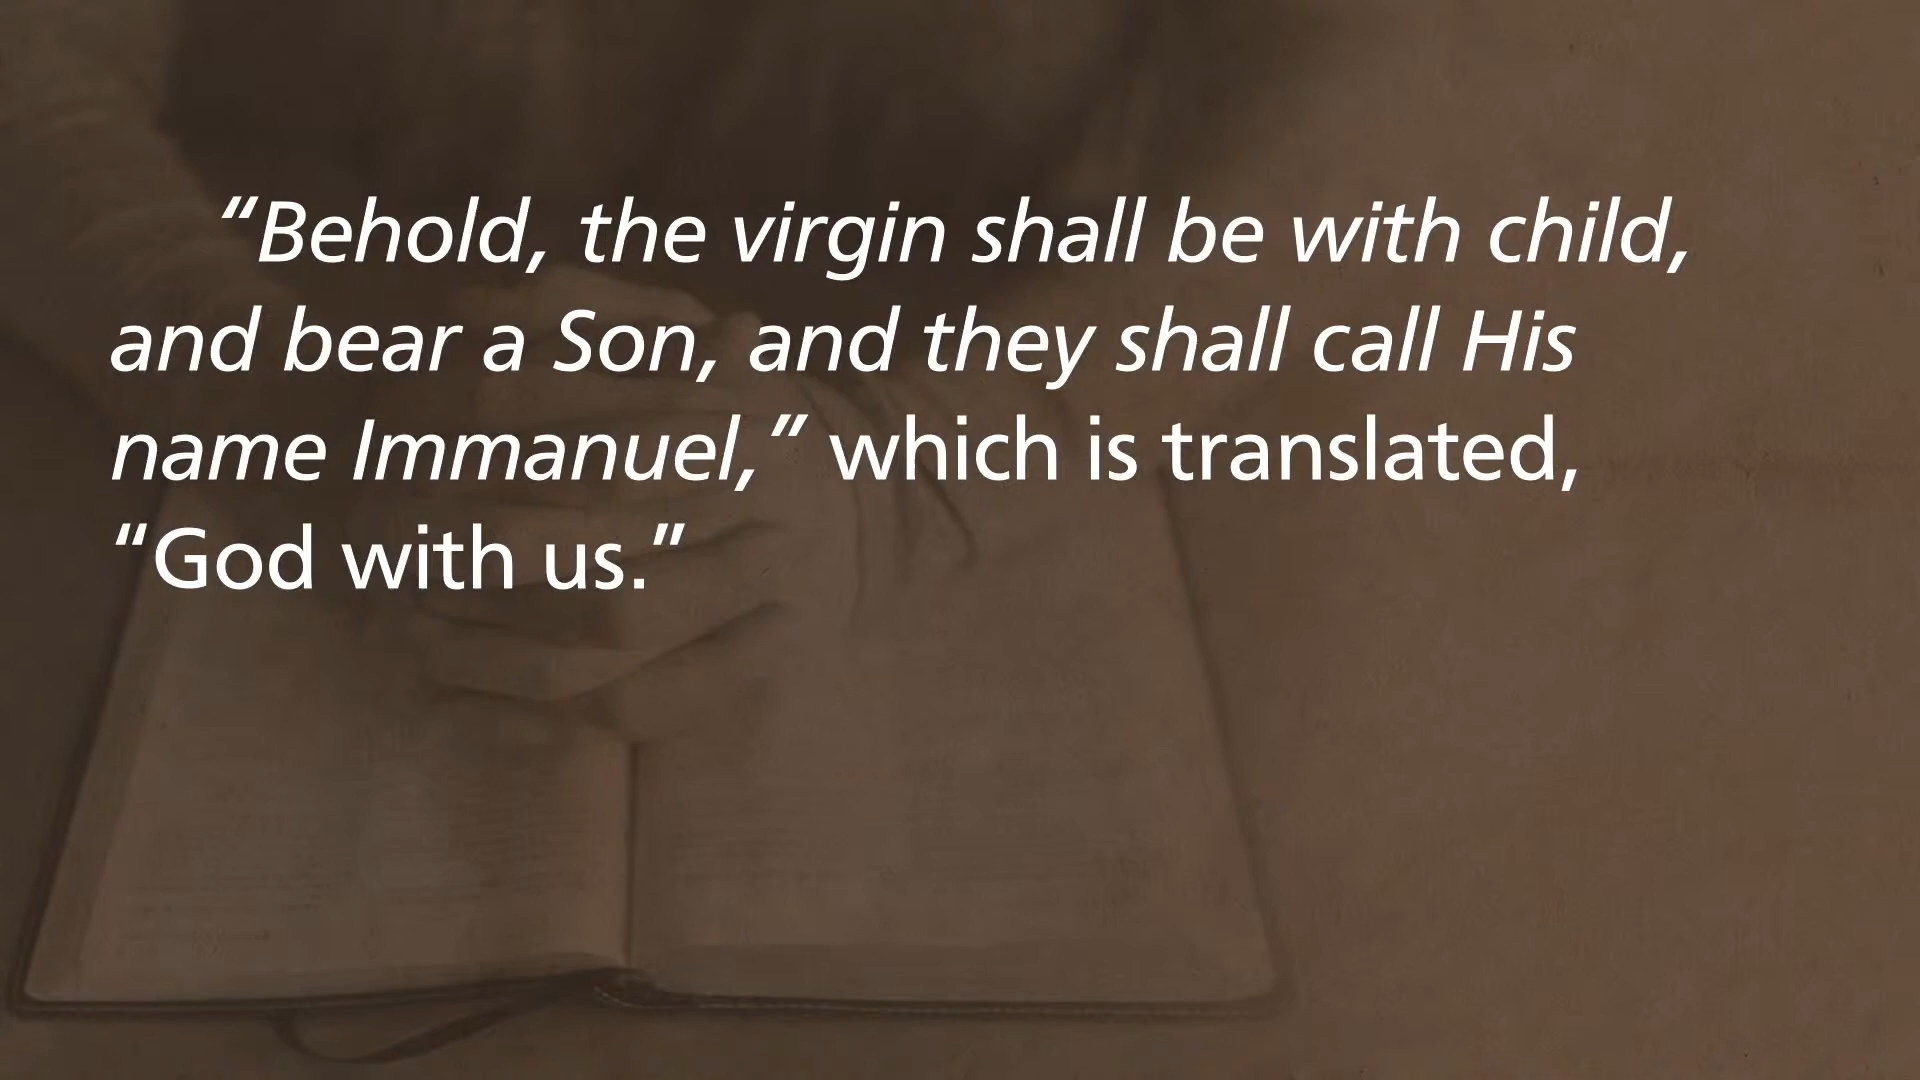 “Behold, the virgin shall be with child,
and bear a Son, and they shall call His
name Immanuel,” which is translated,
“God with us.”